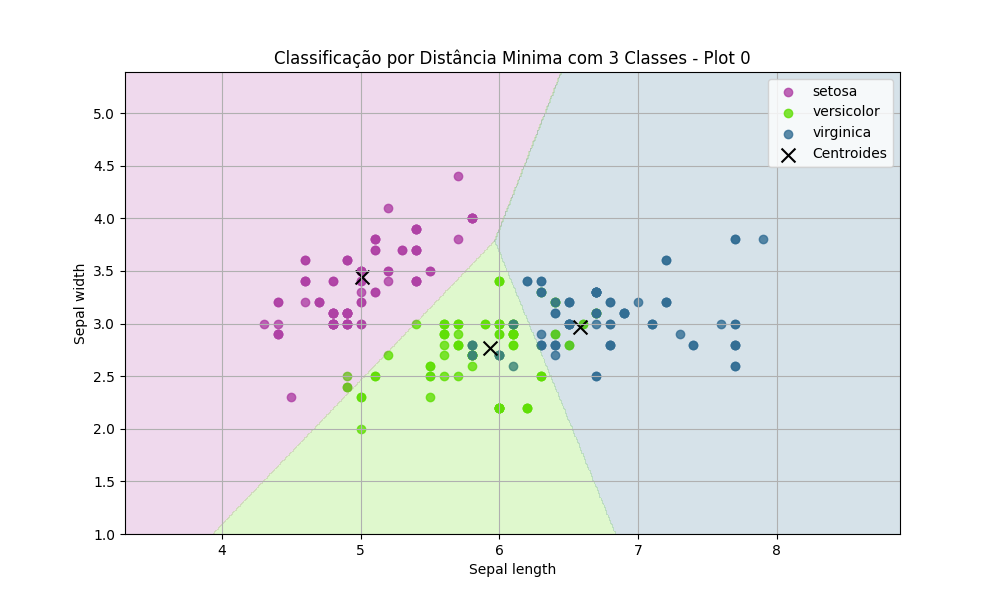 Classificação por Distância Minima com 3 Classes - Plot 0
setosa
versicolor
virginica
Centroides
Sepal width
5.0
4.5
4.0
3.5
3.0
2.5
2.0
1.5
1.0
4 5 6 7 8
Sepal length